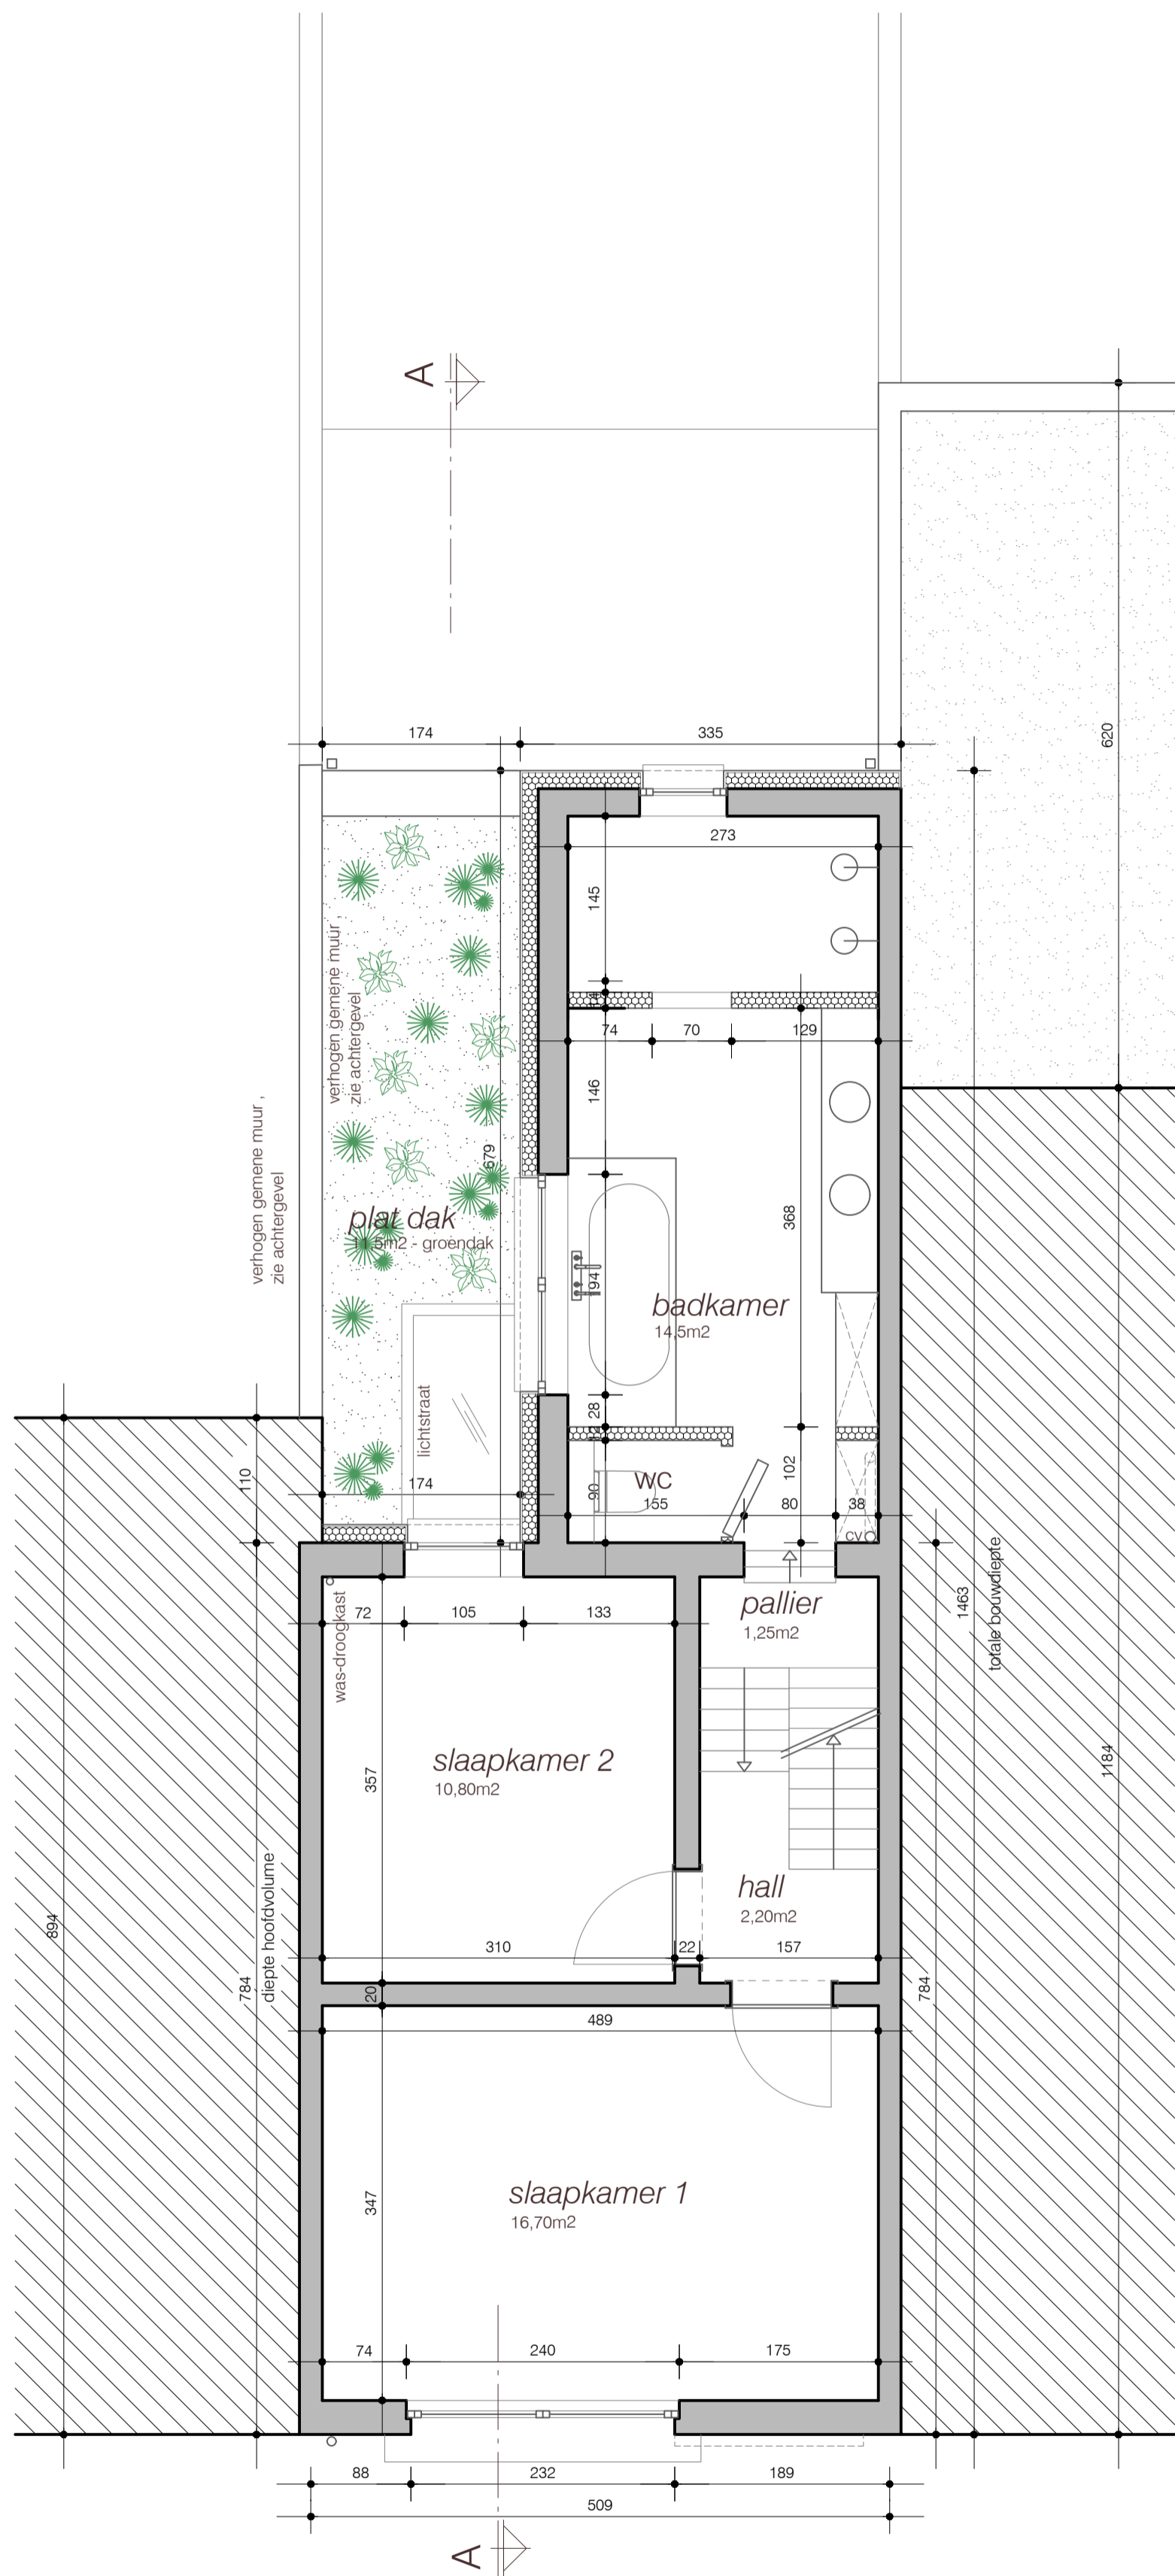 A
620
174
335
273
145
14
74
70
129
verhogen gemene muur
zie achtergevel
146
verhogen gemene muur ,
zie achtergevel
679
368
plat dak
11,5m2 - groendak
194
badkamer
14,5m2
lichtstraat
28
12
110
174
90
WC
155
102
80
38
CV
1463
totale bouwdiepte
was-droogkast
72
105
133
pallier
1,25m2
slaapkamer 2
10,80m2
357
1184
hall
2,20m2
894
784
diepte hoofdvolume
310
22
157
20
784
489
347
slaapkamer 1
16,70m2
74
240
175
88
232
189
509
A